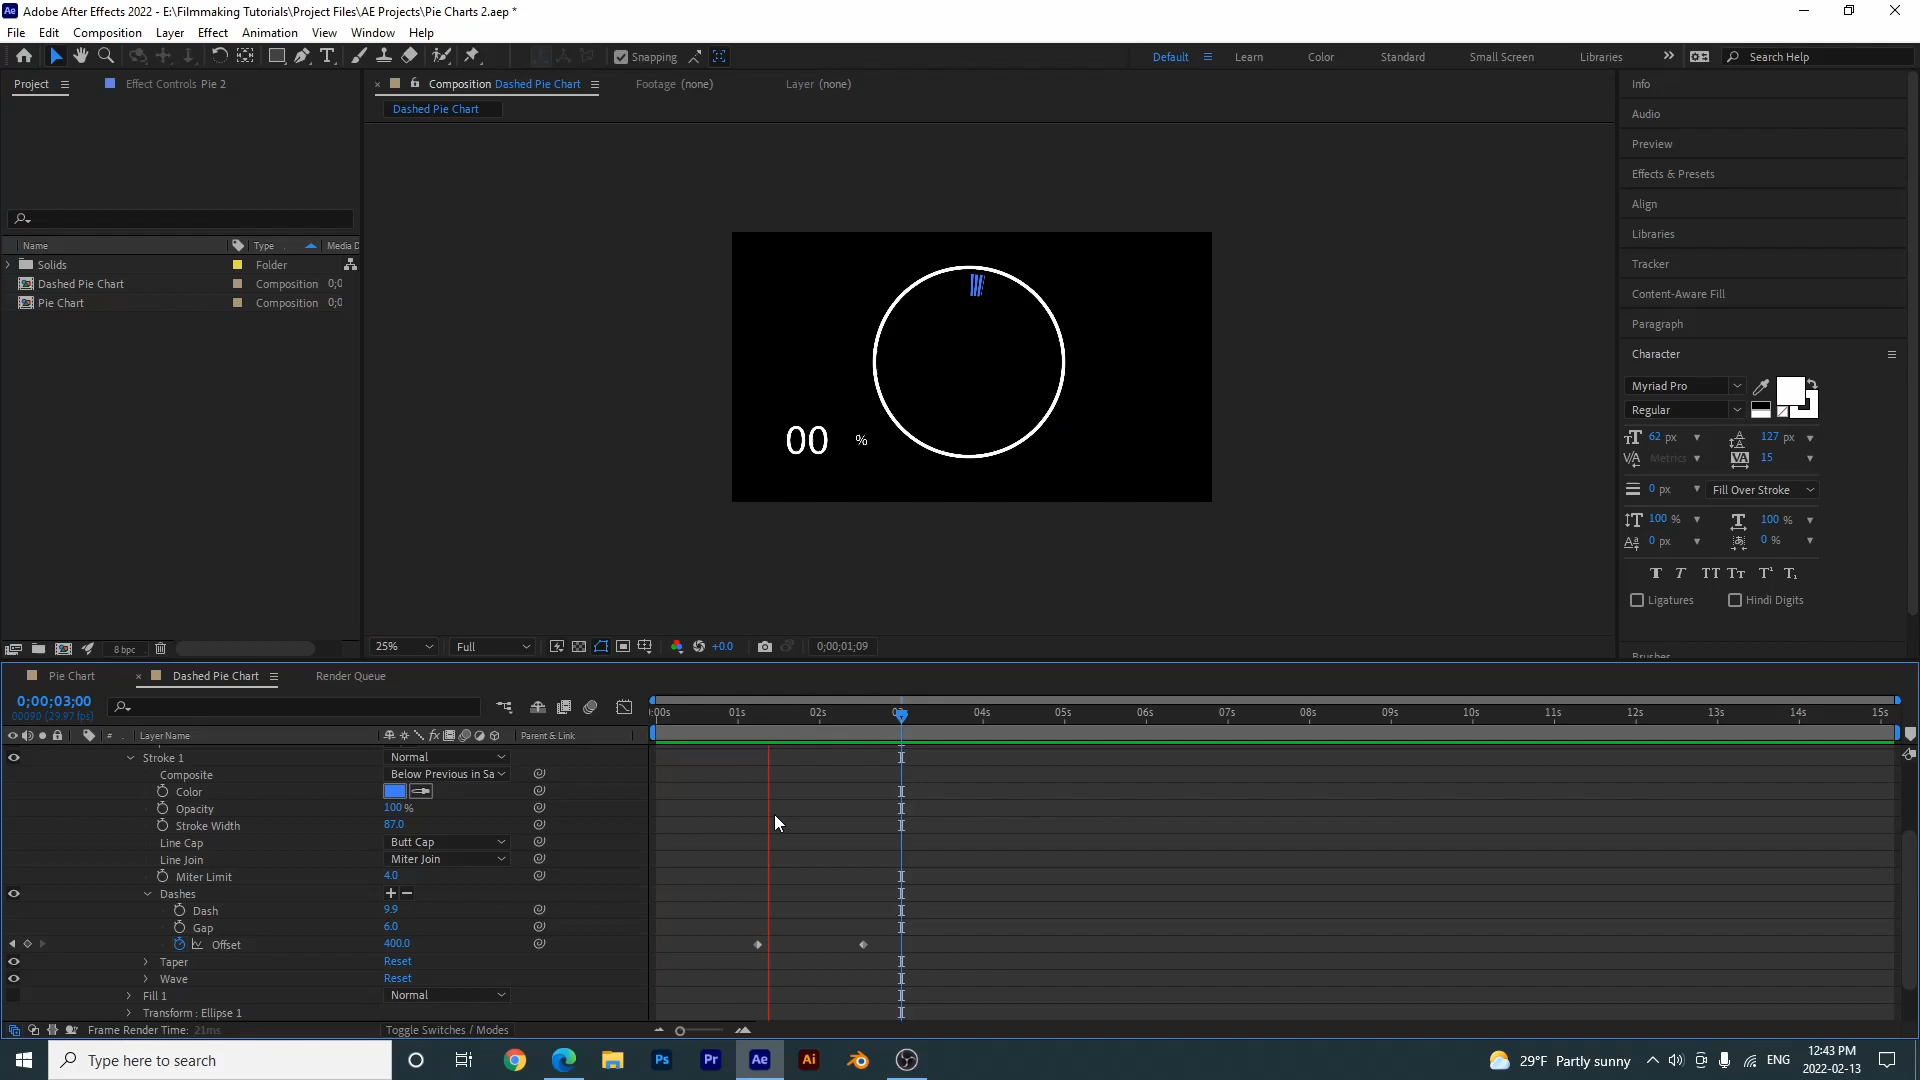 Ae Adobe After Effects 2022 - E:\Filmmaking Tutorials\Project Files\AE Projects\Pie Charts 2.aep *
File Edit Composition Layer Effect Animation View Window Help
Snapping Default Learn Color Standard Small Screen Libraries Search Help
Project Effect Controls Pie 2 Composition Dashed Pie Chart Footage (none) Layer (none) Info
Dashed Pie Chart
Audio
Preview
Effects & Presets
Align
Libraries
Tracker
Content-Aware Fill
Paragraph
Character
Name Type Media D
Solids Folder
Dashed Pie Chart Composition 0;0
Pie Chart Composition 0;0
00 %
Myriad Pro
Regular
62 px 127 px
Metrics 15
0 px Fill Over Stroke
100 % 100 %
0 px 0 %
T T TT Tt T¹ T₁
Ligatures Hindi Digits
8 bpc 25% Full +0.0 0;00;01;09
Pie Chart Dashed Pie Chart Render Queue
0;00;03;00
00090 (29.97 fps)
:00s 01s 02s 04s 05s 06s 07s 08s 09s 10s 11s 12s 13s 14s 15s
# Layer Name Parent & Link
Stroke 1 Normal
Composite Below Previous in Sa
Color
Opacity 100 %
Stroke Width 87.0
Line Cap Butt Cap
Line Join Miter Join
Miter Limit 4.0
Dashes + −
Dash 9.9
Gap 6.0
Offset 400.0
Taper Reset
Wave Reset
Fill 1 Normal
Transform : Ellipse 1
Frame Render Time: 21ms Toggle Switches / Modes
Type here to search Ps Pr Ae Ai 29°F Partly sunny ENG 12:43 PM
2022-02-13